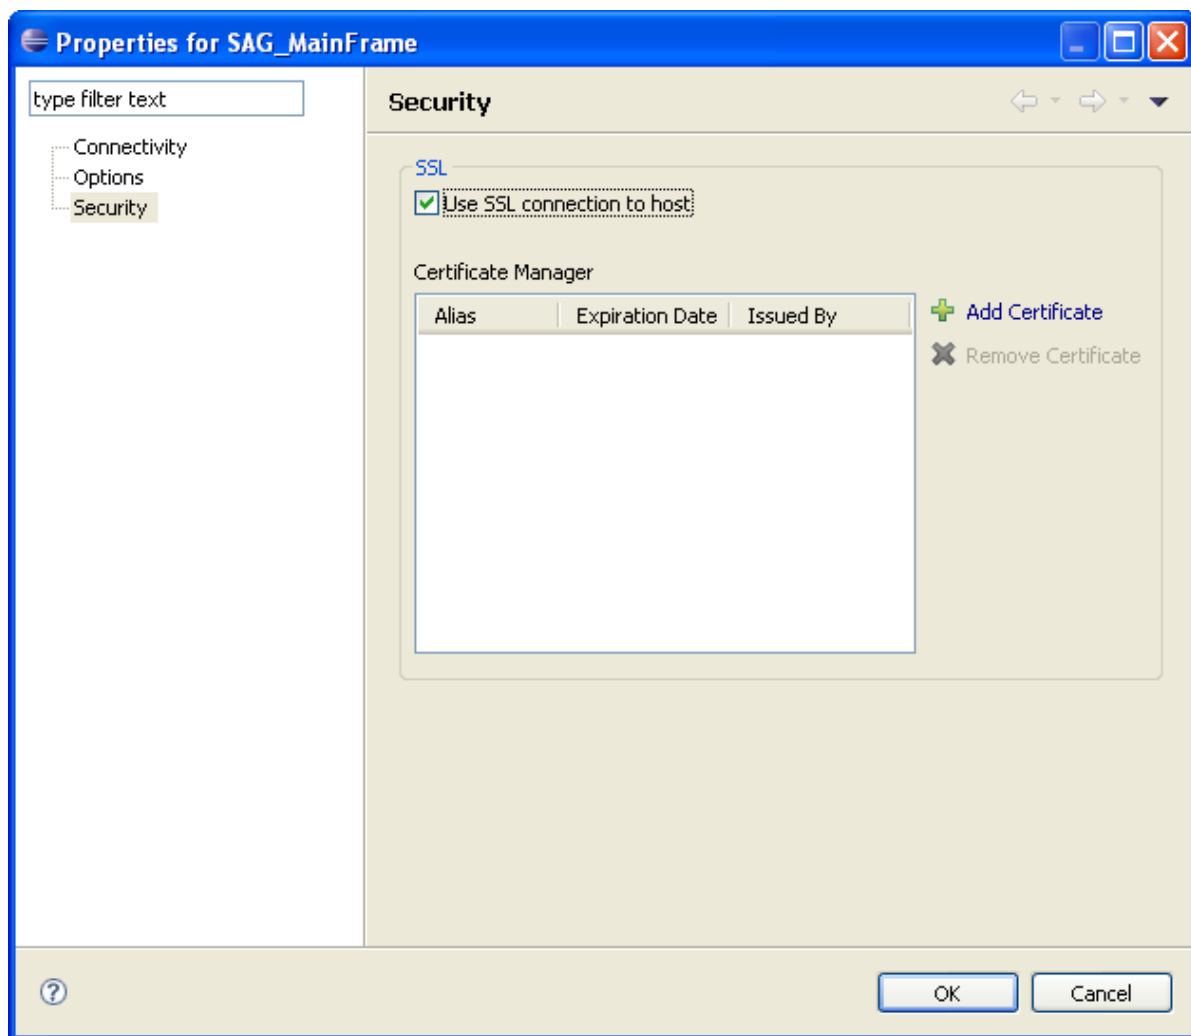 Properties for SAG_MainFrame
type filter text
Connectivity
Options
Security
Security
SSL
Use SSL connection to host
Certificate Manager
Alias Expiration Date Issued By
Add Certificate
Remove Certificate
OK Cancel